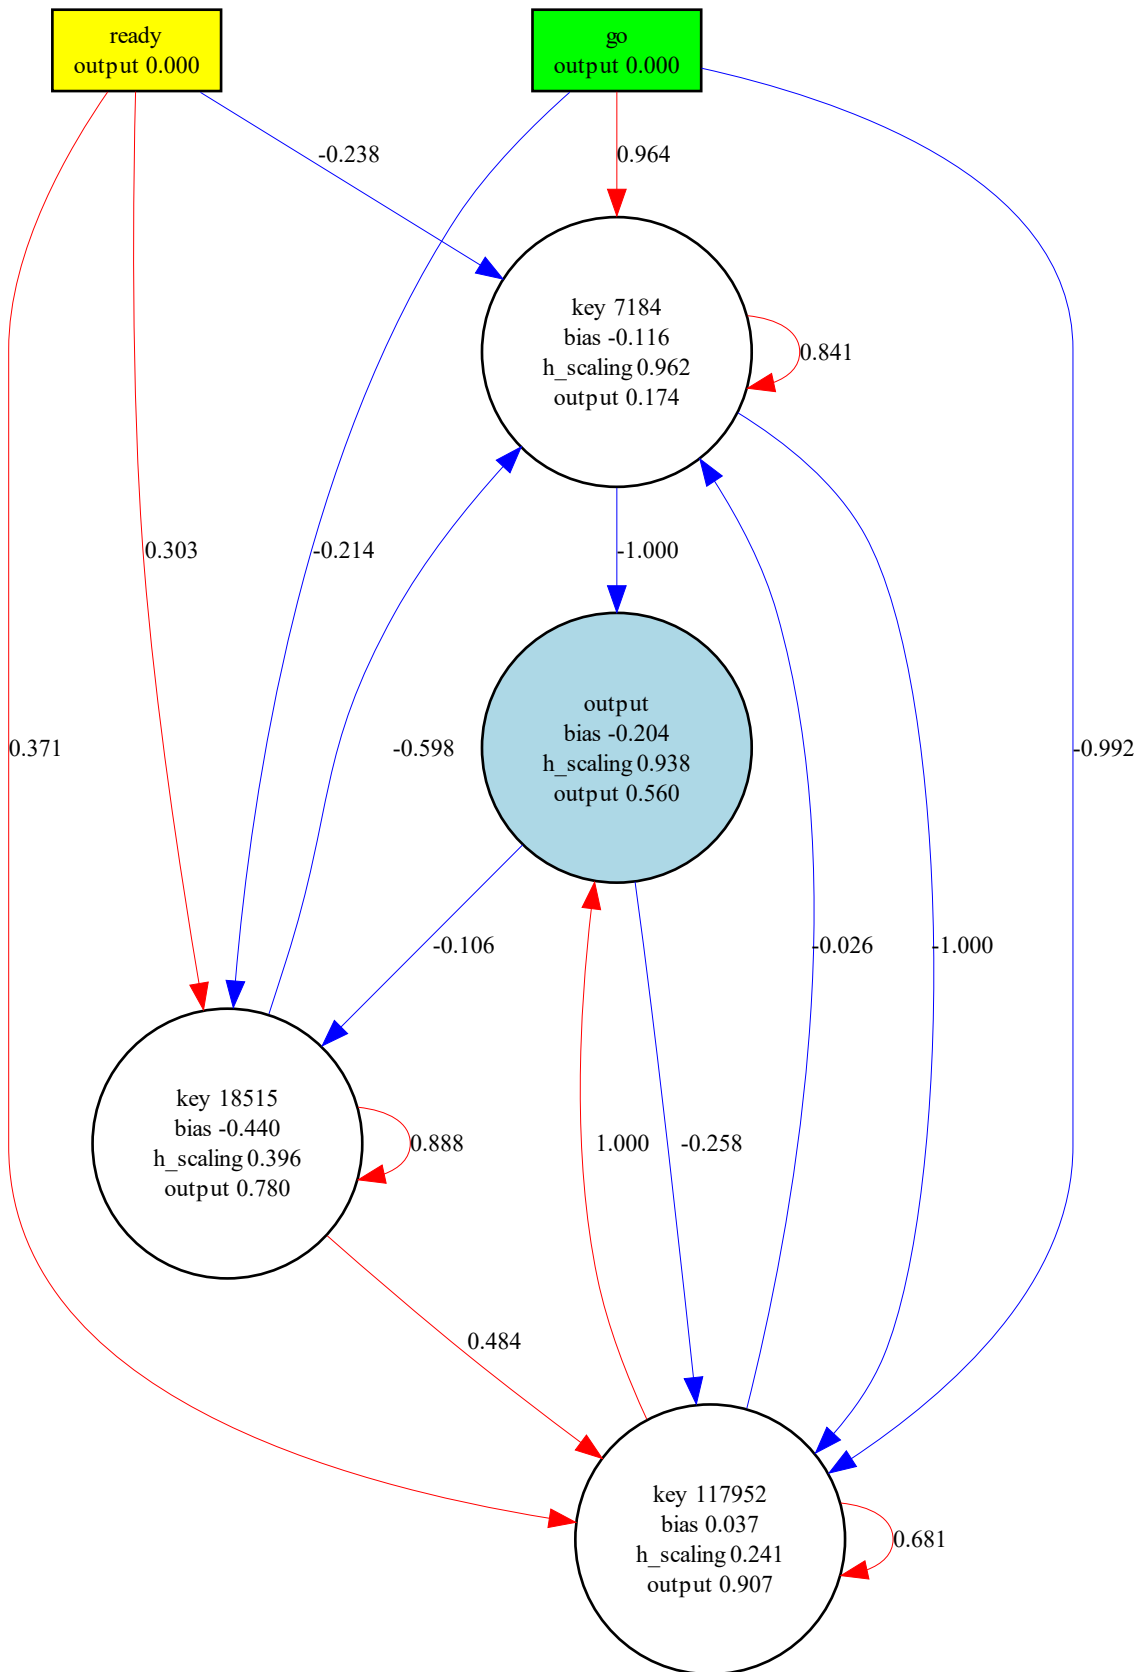 ready
output 0.000
go
output 0.000
-0.238
0.964
key 7184
bias -0.116
h_scaling 0.962
output 0.174
0.841
0.303
-0.214
-1.000
output
bias -0.204
h_scaling 0.938
output 0.560
0.371
-0.598
-0.992
-0.106
-0.026
-1.000
key 18515
bias -0.440
h_scaling 0.396
output 0.780
0.888
1.000
-0.258
0.484
key 117952
bias 0.037
h_scaling 0.241
output 0.907
0.681